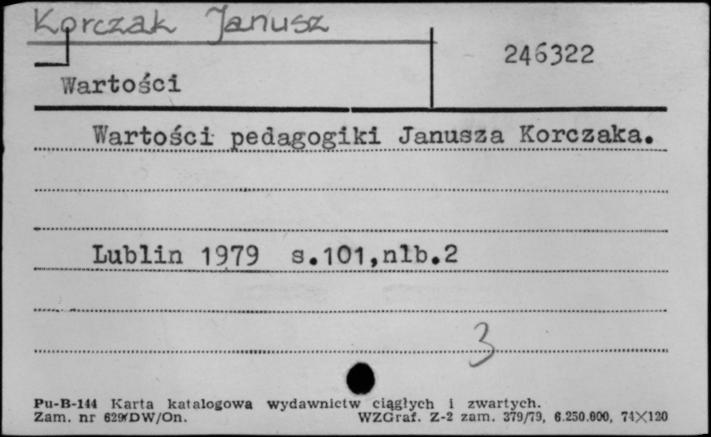 Korczak Janusz
246322
Wartości
Wartości pedagogiki Janusza Korczaka.
Lublin 1979 s.101,nlb.2
3
Pu-B-144 Karta katalogowa wydawnictw ciągłych i zwartych.
Zam. nr 629/DW/On. WZGraf. Z-2 zam. 379/79, 6.250.000, 74×120